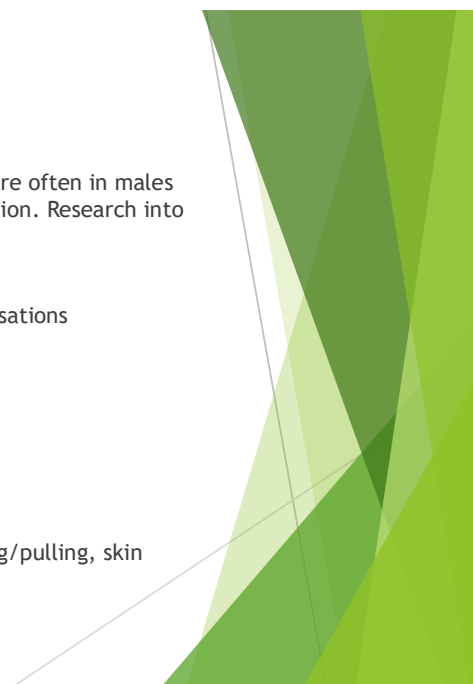 re often in males
ion. Research into
sations
g/pulling, skin